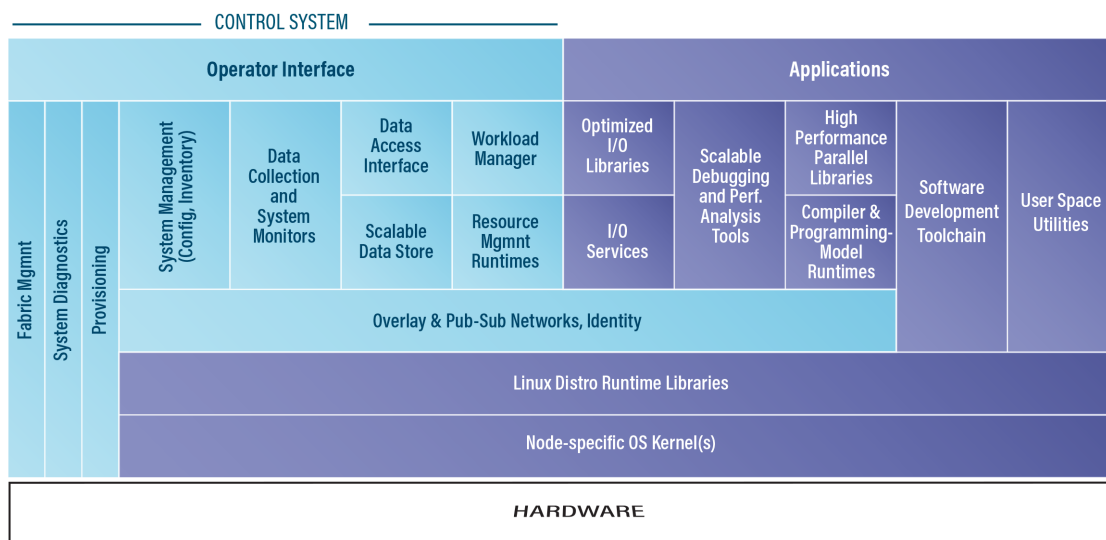 CONTROL SYSTEM
Operator Interface
Applications
Fabric Mgmnt
System Diagnostics
Provisioning
System Management
(Config, Inventory)
Data
Collection
and
System
Monitors
Data
Access
Interface
Scalable
Data Store
Workload
Manager
Resource
Mgmnt
Runtimes
Optimized
I/O
Libraries
I/O
Services
Scalable
Debugging
and Perf.
Analysis
Tools
High
Performance
Parallel
Libraries
Compiler &
Programming-
Model
Runtimes
Software
Development
Toolchain
User Space
Utilities
Overlay & Pub-Sub Networks, Identity
Linux Distro Runtime Libraries
Node-specific OS Kernel(s)
HARDWARE